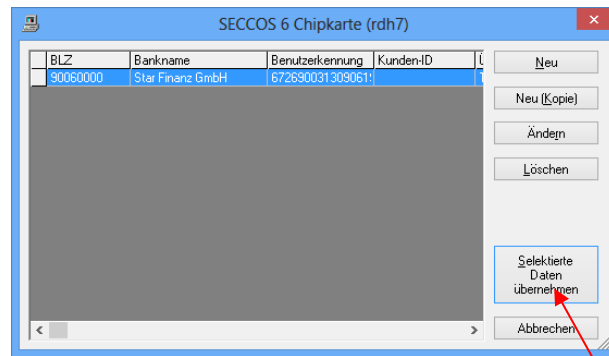 SECCOS 6 Chipkarte (rdh7)
BLZ Bankname Benutzerkennung Kunden-ID
90060000 Star Finanz GmbH
Neu
Neu (Kopie)
Ändern
Löschen
Selektierte
Daten
übernehmen
Abbrechen